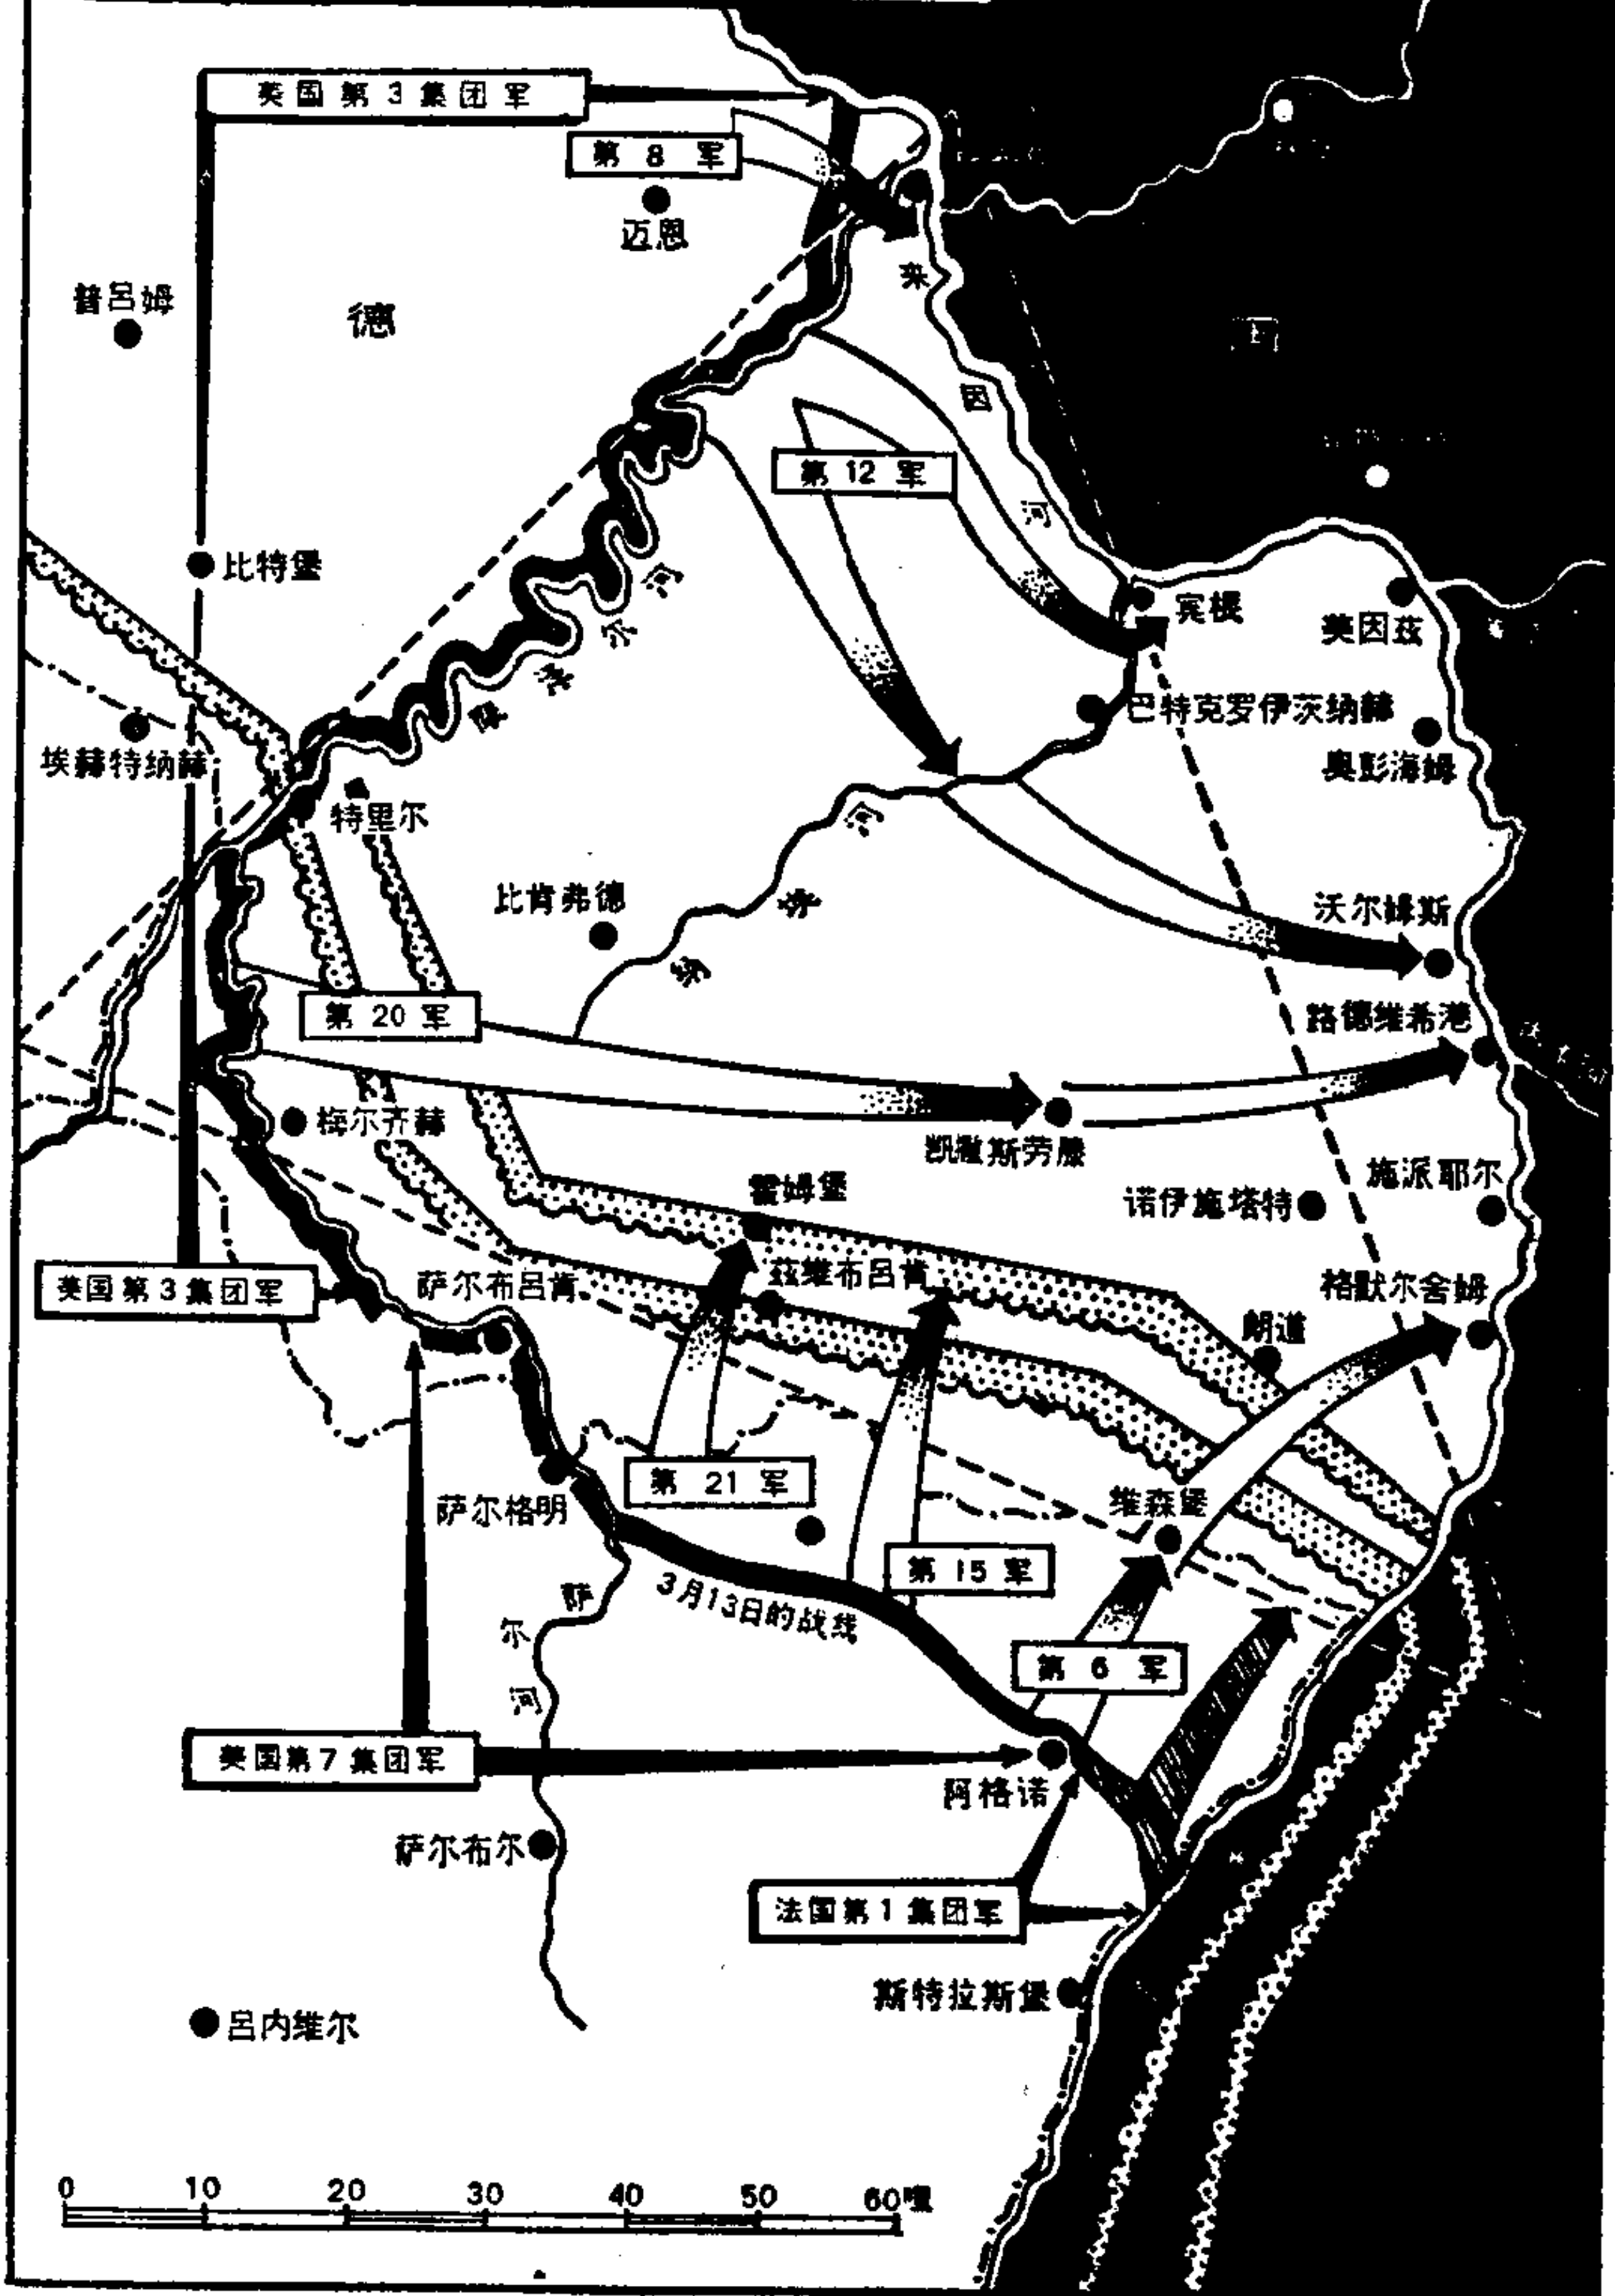 美国第3集团军
第8军
迈恩
普吕姆
德
莱
因
河
第12军
比特堡
宾根
美因兹
巴特克罗伊茨纳赫
奥彭海姆
埃赫特纳赫
特里尔
河
比肯弗德
沃尔姆斯
第20军
路德维希港
梅尔齐赫
凯撒斯劳滕
霍姆堡
诺伊施塔特
施派耶尔
美国第3集团军
萨尔布吕肯
兹维布吕肯
格默尔舍姆
朗道
第21军
萨尔格明
维森堡
第15军
3月13日的战线
萨
尔
河
第6军
美国第7集团军
阿格诺
萨尔布尔
法国第1集团军
斯特拉斯堡
吕内维尔
0 10 20 30 40 50 60哩